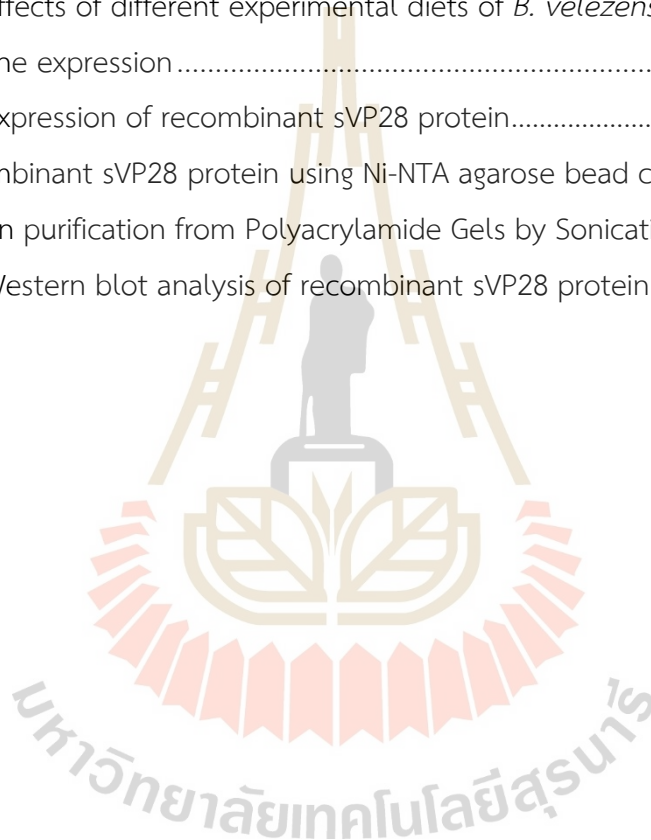 ffects of different experimental diets of B. velezens
ne expression.......................................................
xpression of recombinant sVP28 protein......................
nbinant sVP28 protein using Ni-NTA agarose bead c
n purification from Polyacrylamide Gels by Sonicati
Western blot analysis of recombinant sVP28 protein
มหาวิทยาลัยเทคโนโลยีสุรนารี